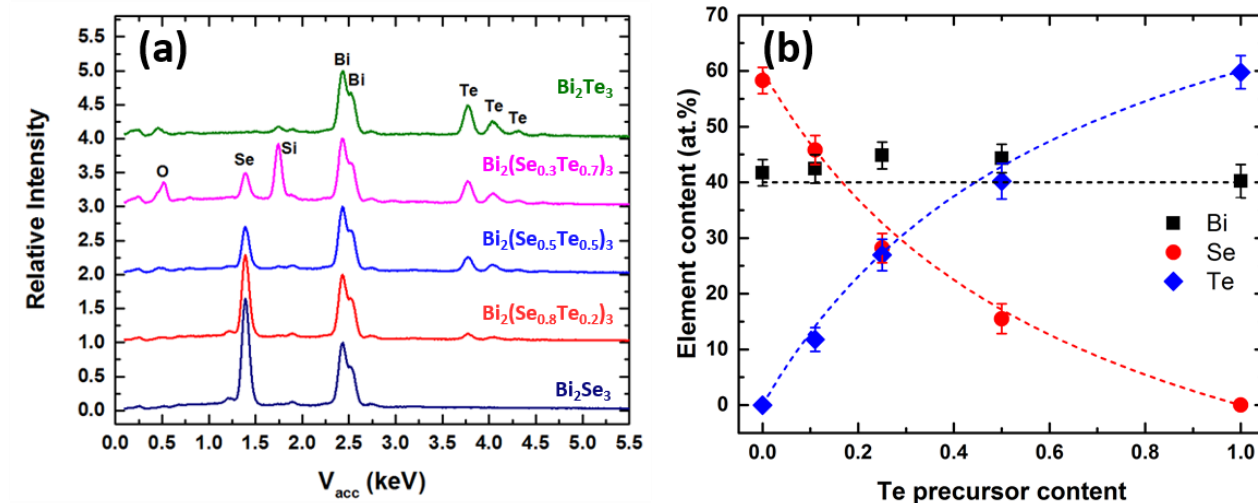 (a)
5.5
5.0
4.5
4.0
3.5
3.0
2.5
2.0
1.5
1.0
0.5
0.0
Relative Intensity
Bi
Bi
Te
Te
Te
Bi₂Te₃
O
Se
Si
Bi₂(Se₀.₃Te₀.₇)₃
Bi₂(Se₀.₅Te₀.₅)₃
Bi₂(Se₀.₈Te₀.₂)₃
Bi₂Se₃
0.0 0.5 1.0 1.5 2.0 2.5 3.0 3.5 4.0 4.5 5.0 5.5
Vacc (keV)
(b)
70
60
50
40
30
20
10
0
Element content (at.%)
Bi
Se
Te
0.0 0.2 0.4 0.6 0.8 1.0
Te precursor content